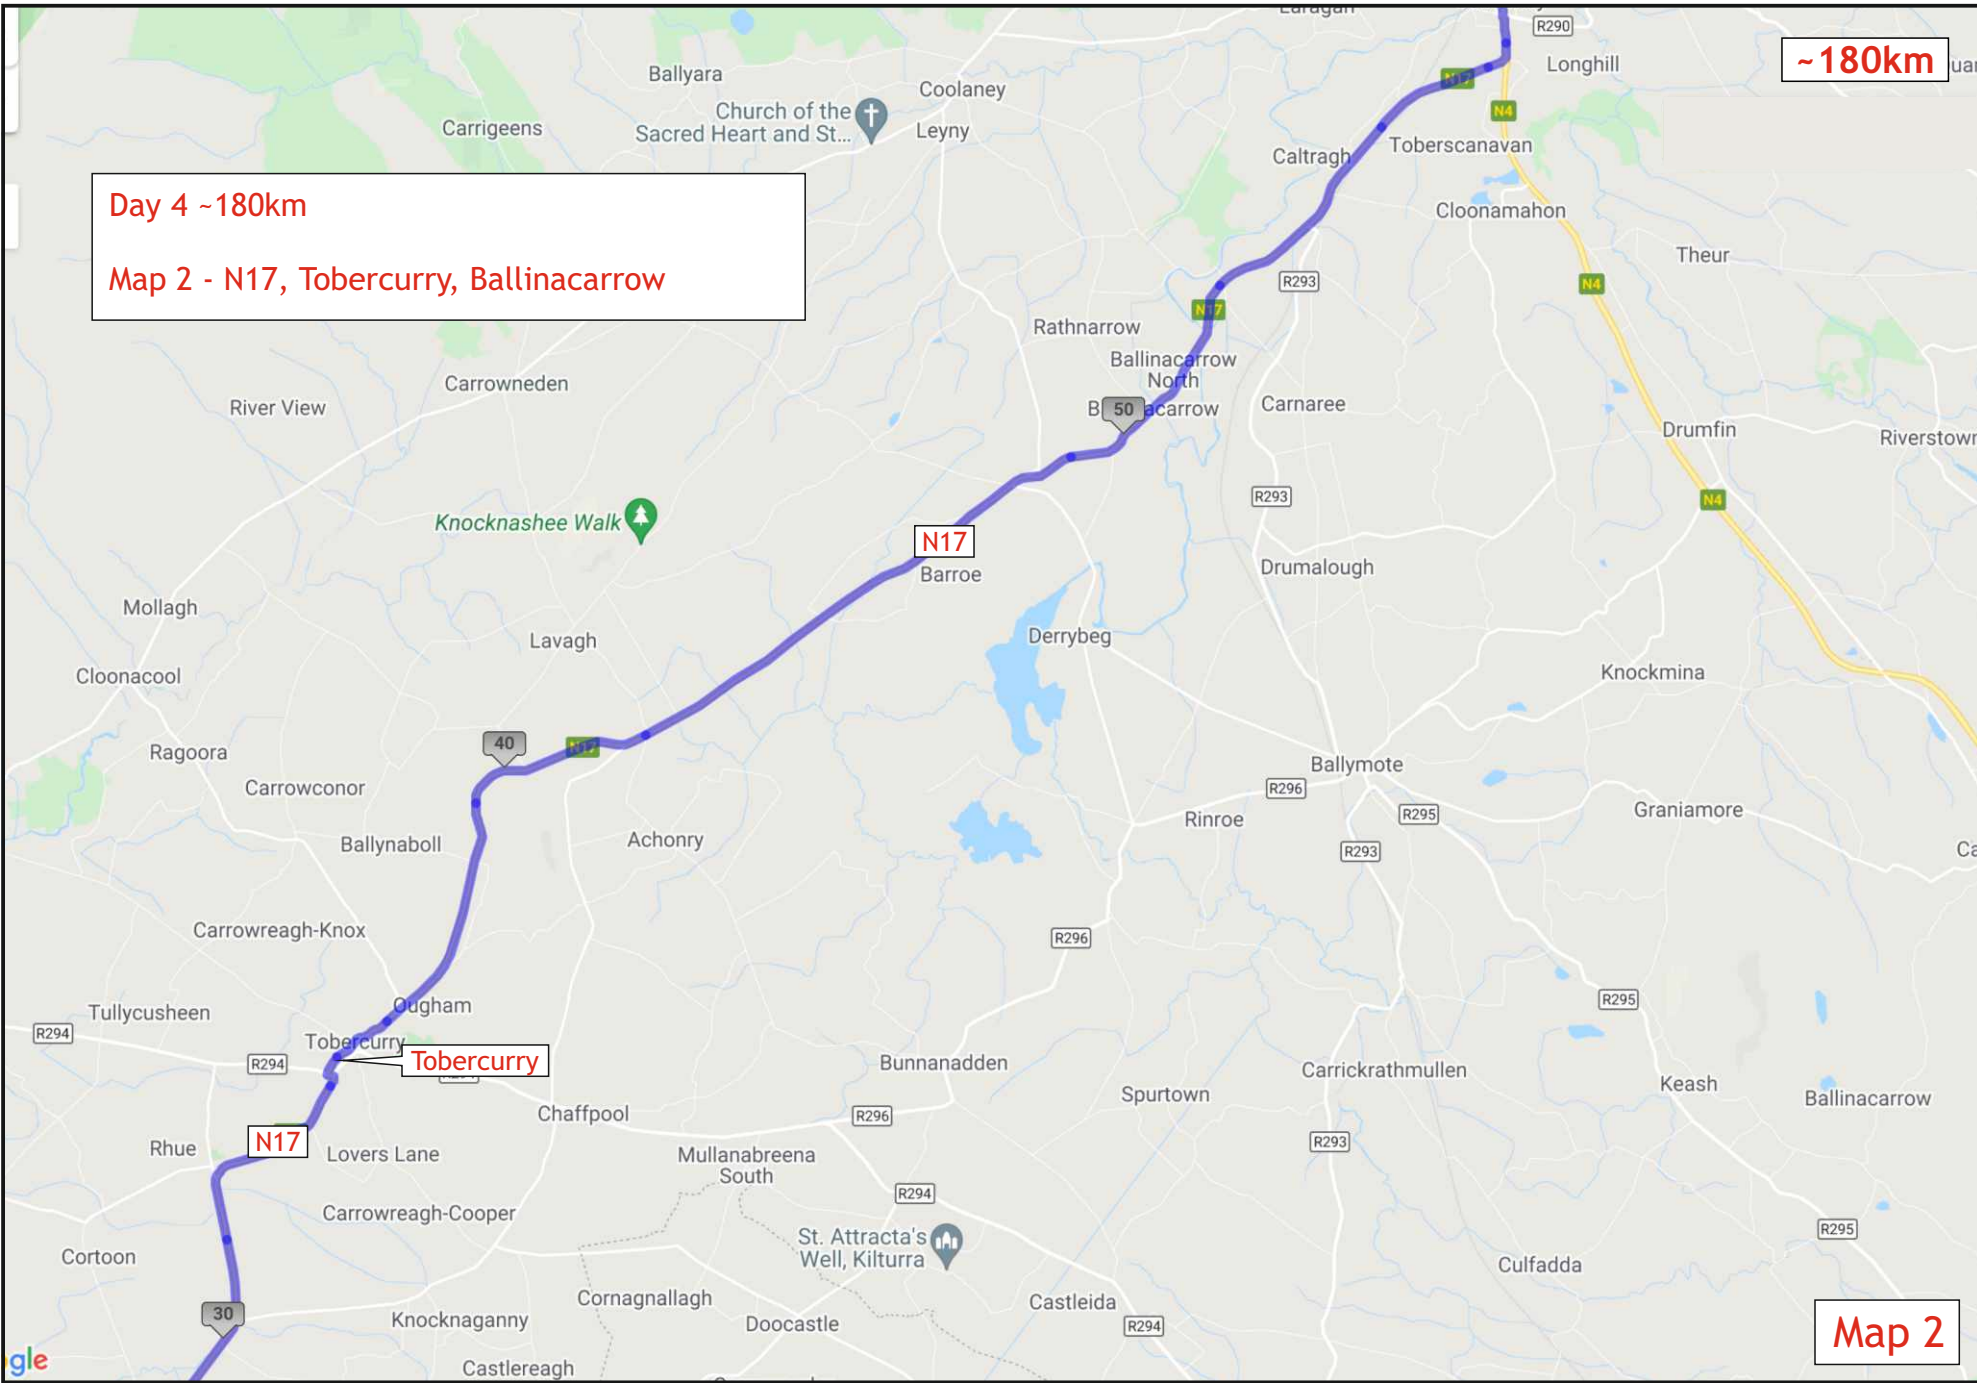 R290
~180km
Longhill
Ballyara
N17
Coolaney
Church of the
Sacred Heart and St...
N4
Carrigeens
Leyny
Toberscanavan
Caltragh
Day 4 ~180km
Map 2 - N17, Tobercurry, Ballinacarrow
Cloonamahon
Theur
R293
N4
N17
Rathnarrow
Ballinacarrow
North
Carrowneden
River View
50
Carnaree
Drumfin
R293
N4
Knocknashee Walk
N17
Barroe
Drumalough
Mollagh
Lavagh
Derrybeg
Cloonacool
Knockmina
40
N17
Ragoora
Ballymote
Carrowconor
R296
Rinroe
R295
Graniamore
Ballynaboll
Achonry
R293
Carrowreagh-Knox
R296
Ougham
R295
Tullycusheen
R294
Tobercurry
Tobercurry
R294
Bunnanadden
Carrickrathmullen
Keash
Spurtown
Ballinacarrow
Chaffpool
R296
N17
Rhue
Lovers Lane
R293
Mullanabreena
South
R294
Carrowreagh-Cooper
St. Attracta's
Well, Kilturra
R295
Cortoon
Culfadda
Cornagnallagh
Castleida
30
Knocknaganny
Doocastle
R294
Map 2
gle
Castlereagh